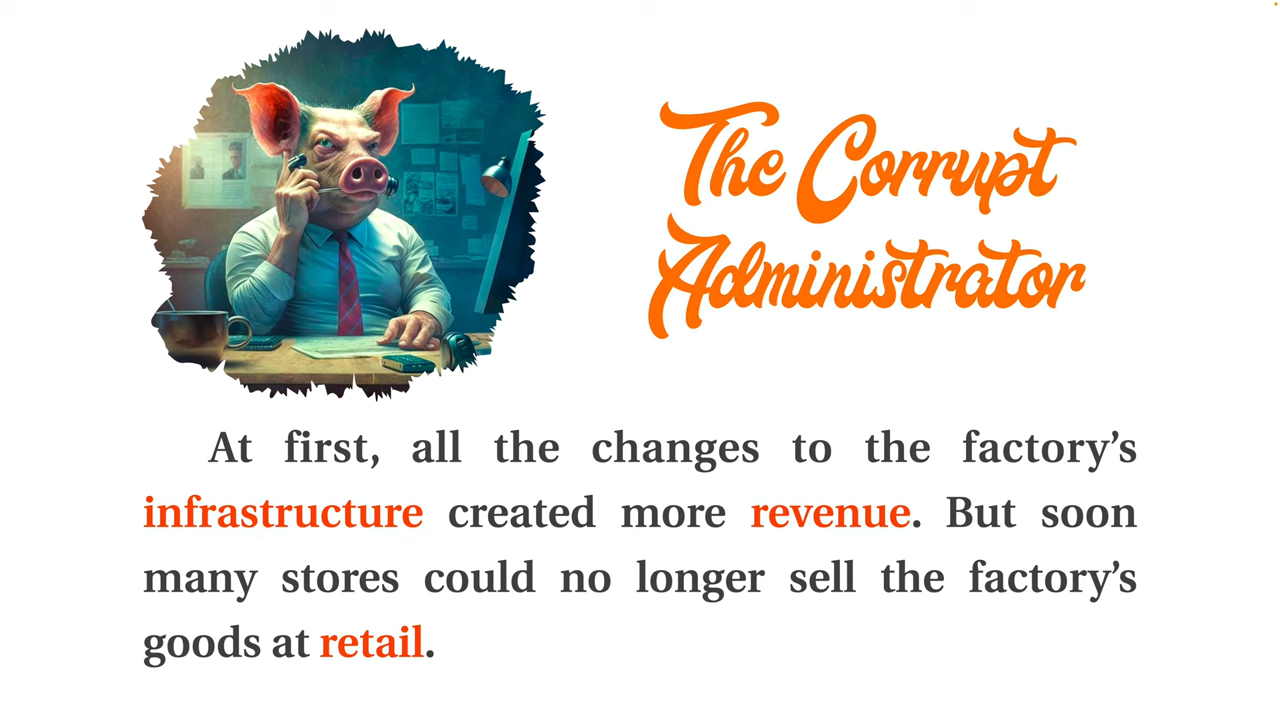 The Corrupt
Administrator
At first, all the changes to the factory’s
infrastructure created more revenue. But soon
many stores could no longer sell the factory’s
goods at retail.